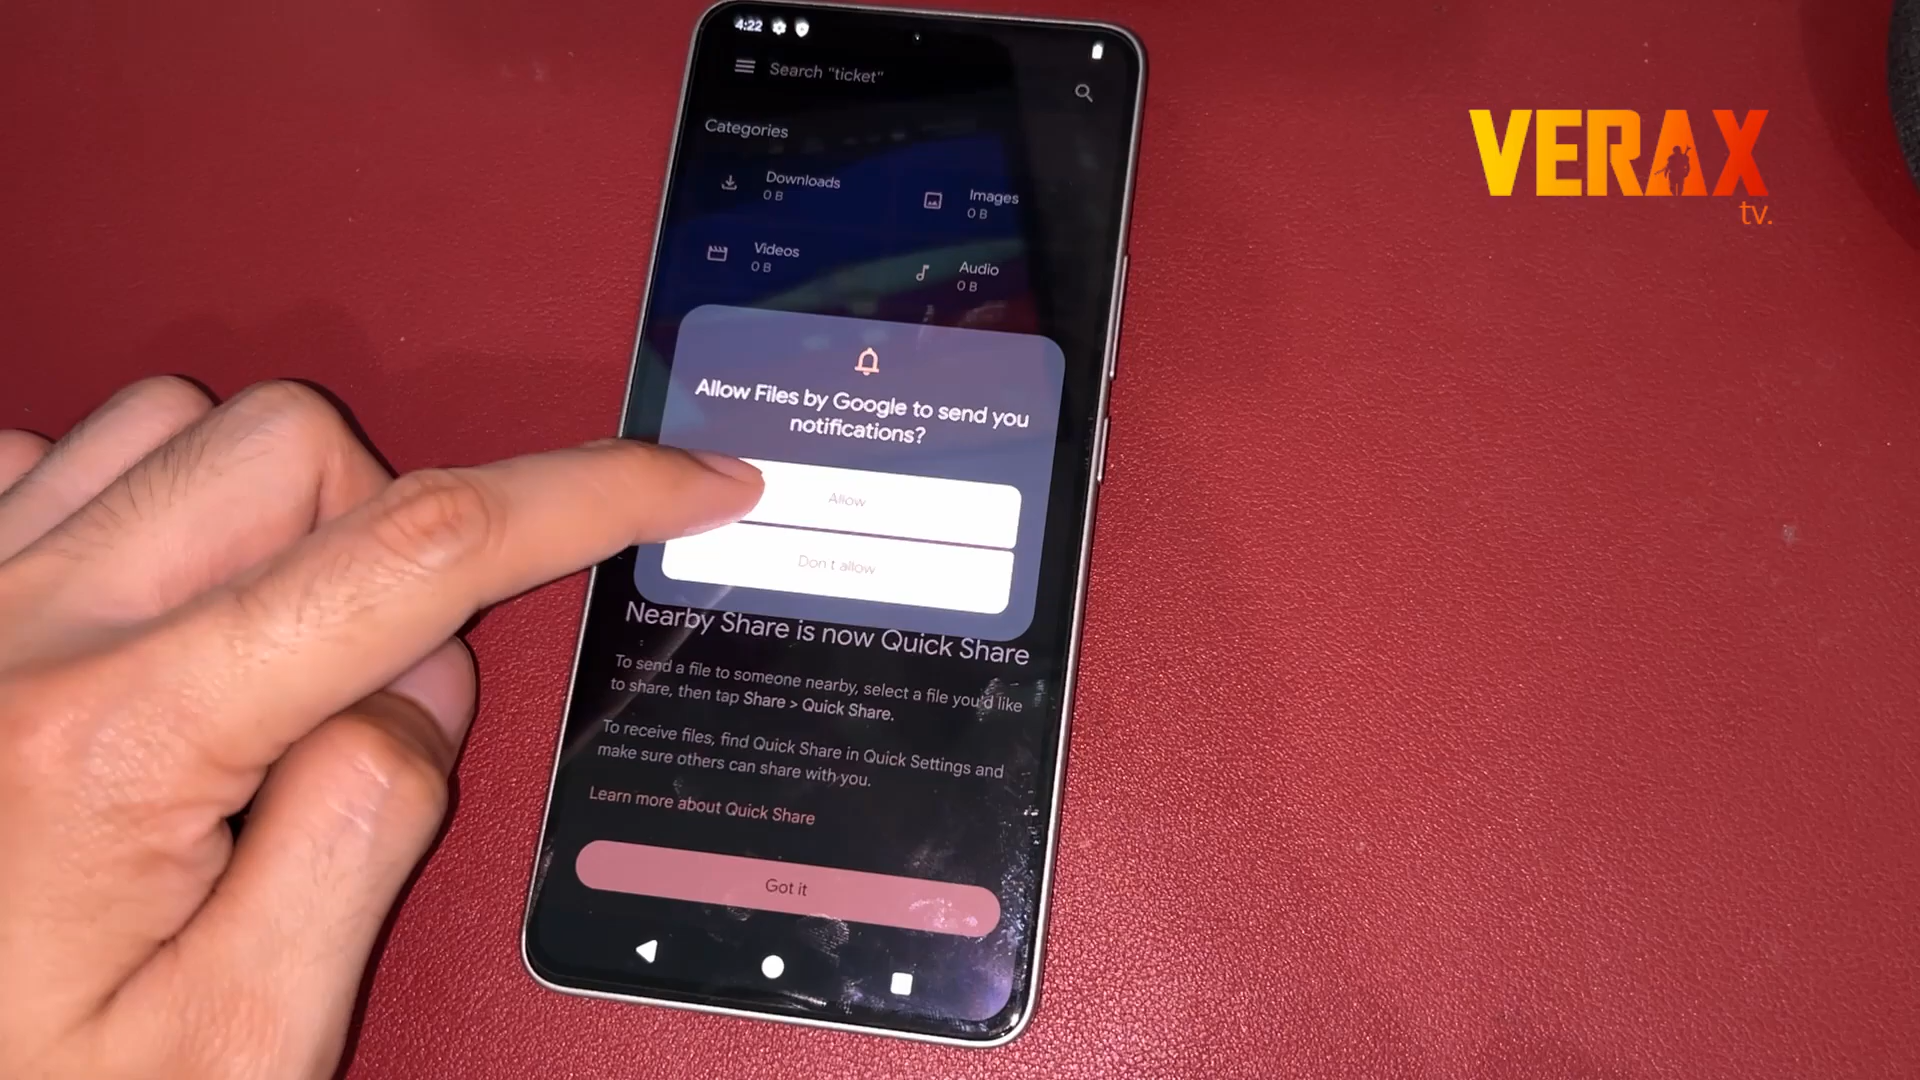 4:22
Search "ticket"
Categories
Downloads
0 B
Images
0 B
Videos
0 B
Audio
0 B
Allow Files by Google to send you
notifications?
Allow
Don't allow
Nearby Share is now Quick Share
To send a file to someone nearby, select a file you'd like
to share, then tap Share > Quick Share.
To receive files, find Quick Share in Quick Settings and
make sure others can share with you.
Learn more about Quick Share
Got it
VERAX
tv.